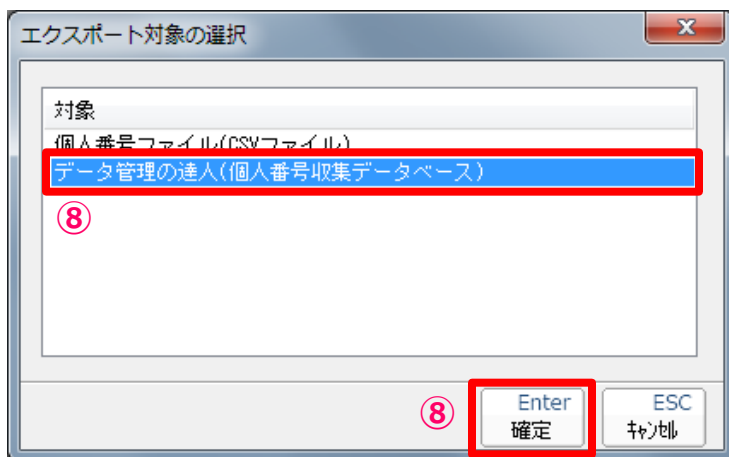 エクスポート対象の選択
x
対象
個人番号ファイル(CSVファイル)
データ管理の達人(個人番号収集データベース)
⑧
⑧
Enter
確定
ESC
ｷｬﾝｾﾙ